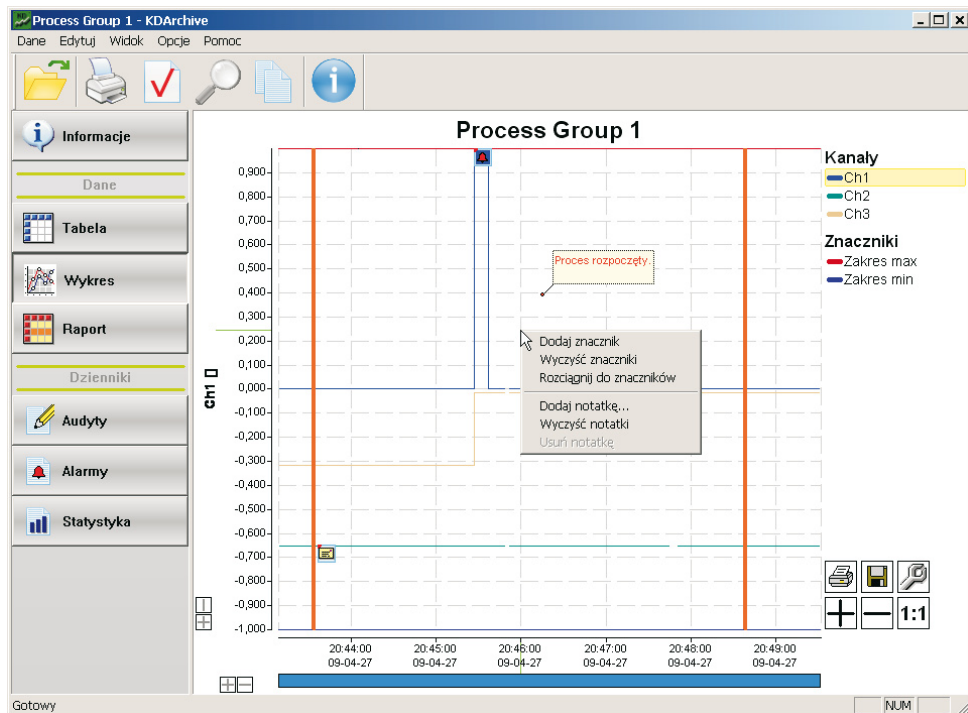 Process Group 1 - KDArchive
Dane Edytuj Widok Opcje Pomoc
Informacje
Dane
Tabela
Wykres
Raport
Dzienniki
Audyty
Alarmy
Statystyka
Process Group 1
0,900
0,800
0,700
0,600
0,500
0,400
0,300
0,200
0,100
0,000
-0,100
-0,200
-0,300
-0,400
-0,500
-0,600
-0,700
-0,800
-0,900
-1,000
Ch1 []
Proces rozpoczęty.
Dodaj znacznik
Wyczyść znaczniki
Rozciągnij do znaczników
Dodaj notatkę...
Wyczyść notatki
Usuń notatkę
20:44:00 20:45:00 20:46:00 20:47:00 20:48:00 20:49:00
09-04-27 09-04-27 09-04-27 09-04-27 09-04-27 09-04-27
Kanały
Ch1
Ch2
Ch3
Znaczniki
Zakres max
Zakres min
1:1
Gotowy
NUM